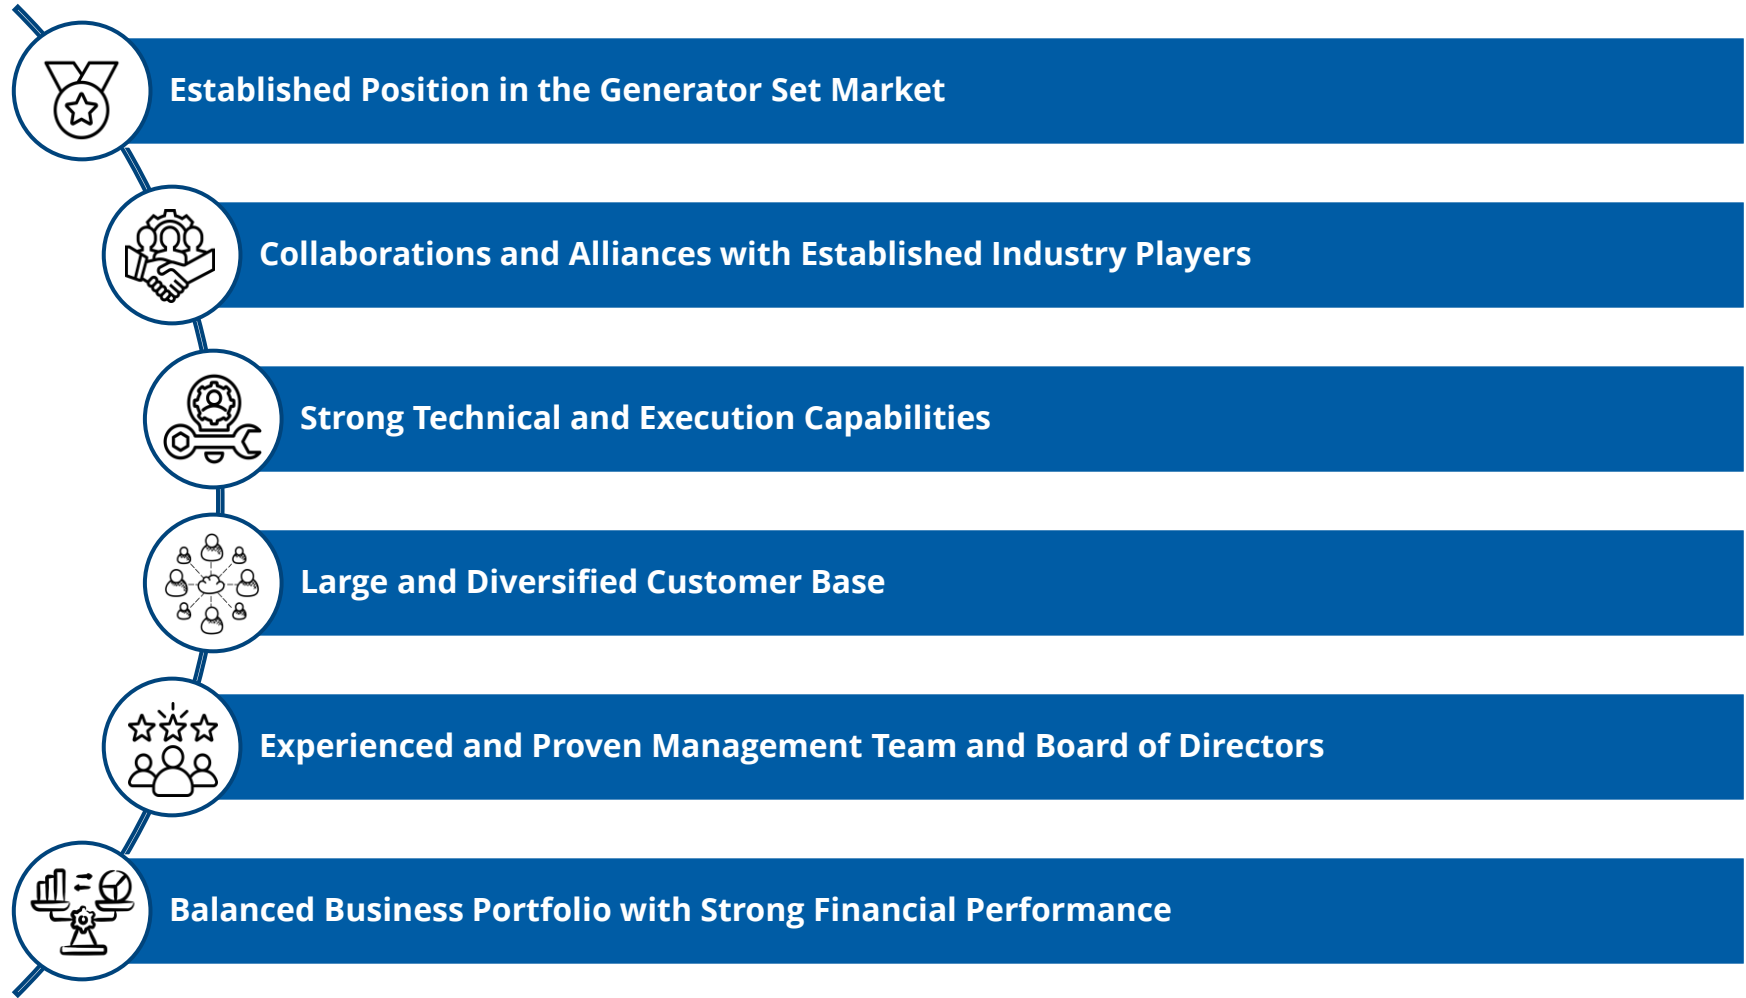 Established Position in the Generator Set Market
Collaborations and Alliances with Established Industry Players
Strong Technical and Execution Capabilities
Large and Diversified Customer Base
Experienced and Proven Management Team and Board of Directors
Balanced Business Portfolio with Strong Financial Performance